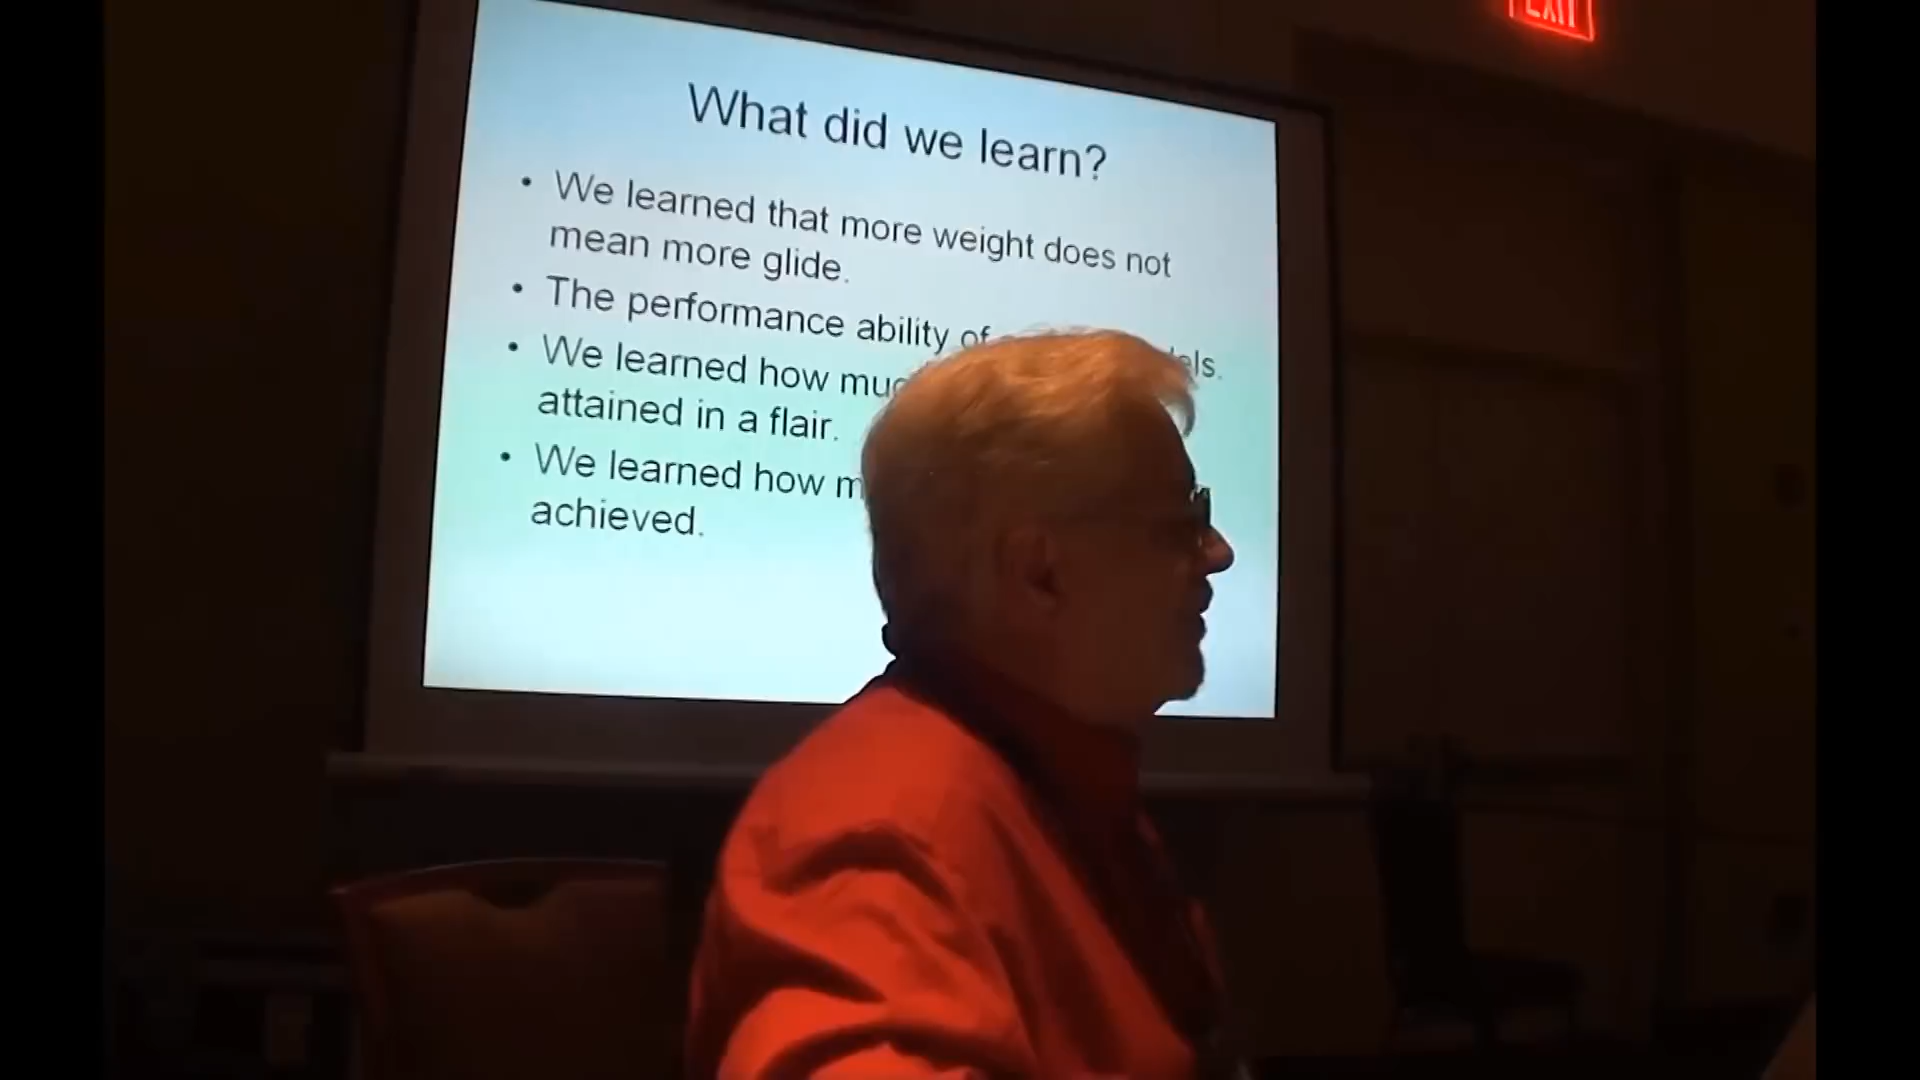 EXIT
What did we learn?
• We learned that more weight does not
mean more glide.
• The performance ability of
• We learned how
attained in a flair.
• We learned how
achieved.